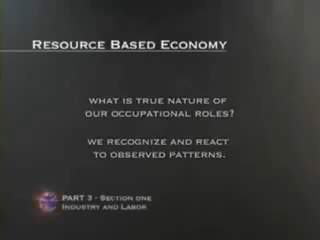 RESOURCE BASED ECONOMY
WHAT IS TRUE NATURE OF
OUR OCCUPATIONAL ROLES?
WE RECOGNIZE AND REACT
TO OBSERVED PATTERNS.
PART 3 - SECTION ONE
INDUSTRY AND LABOR